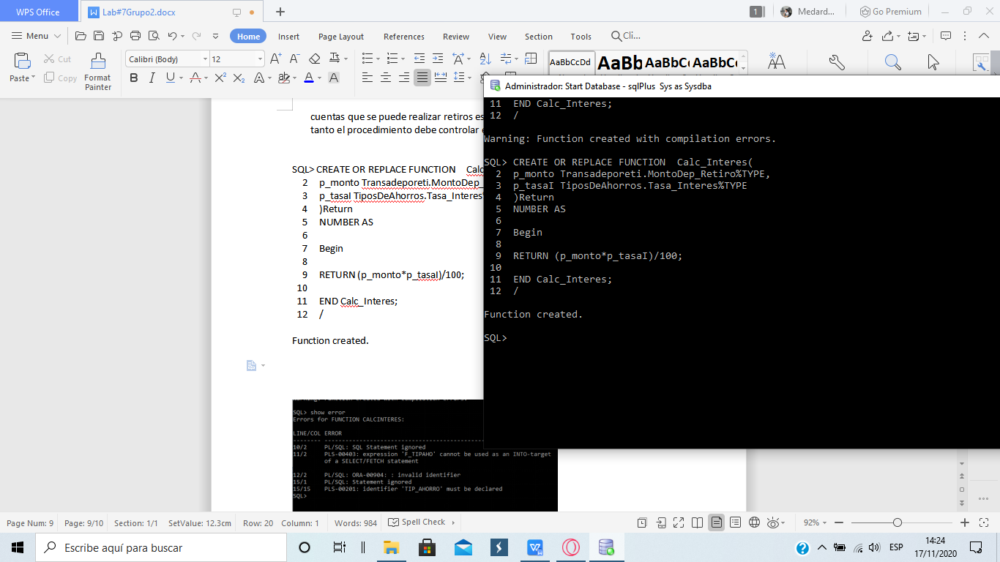 WPS Office
Lab#7Grupo2.docx
1
Medard...
Go Premium
Menu
Home
Insert
Page Layout
References
Review
View
Section
Tools
Cli...
Paste
Cut
Copy
Format
Painter
Calibri (Body)
12
AaBbCcDd
AaBb
AaBbC
AaBbC
cuentas que se puede realizar retiros es
tanto el procedimiento debe controlar
SQL> CREATE OR REPLACE FUNCTION Calc
2 p_monto Transadeporeti.MontoDep_
3 p_tasaI TiposDeAhorros.Tasa_Interes
4 )Return
5 NUMBER AS
6
7 Begin
8
9 RETURN (p_monto*p_tasaI)/100;
10
11 END Calc_Interes;
12 /
Function created.
SQL> show error
Errors for FUNCTION CALCINTERES:
LINE/COL ERROR
10/2 PL/SQL: SQL Statement ignored
11/2 PLS-00403: expression 'F_TIPAHO' cannot be used as an INTO-target
of a SELECT/FETCH statement
12/2 PL/SQL: ORA-00904: : invalid identifier
15/1 PL/SQL: Statement ignored
15/15 PLS-00201: identifier 'TIP_AHORRO' must be declared
SQL>
Administrador: Start Database - sqlPlus Sys as Sysdba
11 END Calc_Interes;
12 /
Warning: Function created with compilation errors.
SQL> CREATE OR REPLACE FUNCTION Calc_Interes(
2 p_monto Transadeporeti.MontoDep_Retiro%TYPE,
3 p_tasaI TiposDeAhorros.Tasa_Interes%TYPE
4 )Return
5 NUMBER AS
6
7 Begin
8
9 RETURN (p_monto*p_tasaI)/100;
10
11 END Calc_Interes;
12 /
Function created.
SQL>
Page Num: 9
Page: 9/10
Section: 1/1
SetValue: 12.3cm
Row: 20
Column: 1
Words: 984
Spell Check
92%
Escribe aquí para buscar
ESP
14:24
17/11/2020